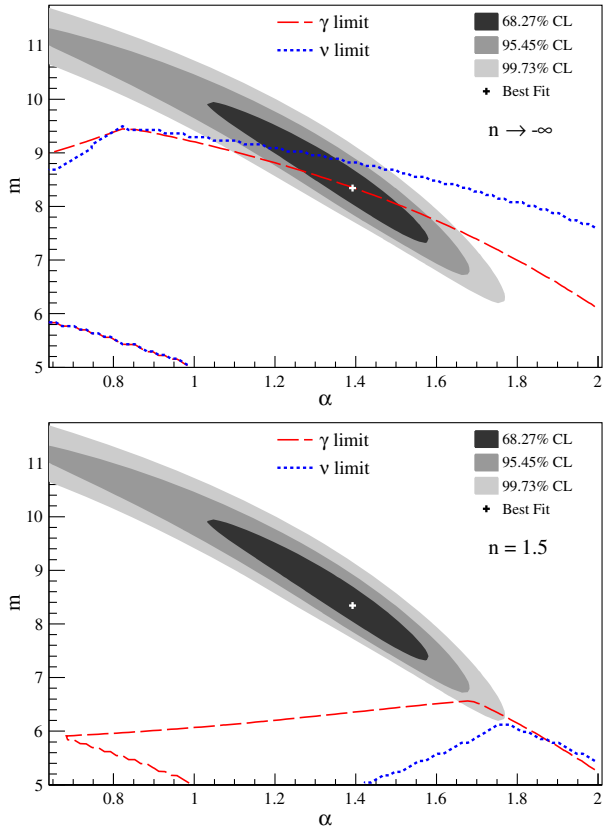 γ limit
ν limit
68.27% CL
95.45% CL
99.73% CL
Best Fit
n → -∞
m
11
10
9
8
7
6
5
0.8 1 1.2 1.4 1.6 1.8 2
α
γ limit
ν limit
68.27% CL
95.45% CL
99.73% CL
Best Fit
n = 1.5
m
11
10
9
8
7
6
5
0.8 1 1.2 1.4 1.6 1.8 2
α